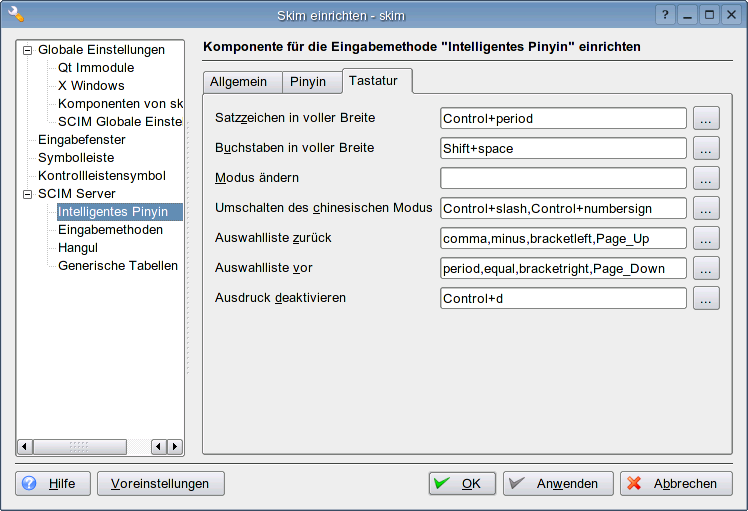 Skim einrichten - skim
Globale Einstellungen
Qt Immodule
X Windows
Komponenten von sk
SCIM Globale Einste
Eingabefenster
Symbolleiste
Kontrollleistensymbol
SCIM Server
Intelligentes Pinyin
Eingabemethoden
Hangul
Generische Tabellen
Komponente für die Eingabemethode "Intelligentes Pinyin" einrichten
Allgemein Pinyin Tastatur
Satzzeichen in voller Breite Control+period ...
Buchstaben in voller Breite Shift+space ...
Modus ändern ...
Umschalten des chinesischen Modus Control+slash,Control+numbersign ...
Auswahlliste zurück comma,minus,bracketleft,Page_Up ...
Auswahlliste vor period,equal,bracketright,Page_Down ...
Ausdruck deaktivieren Control+d ...
Hilfe Voreinstellungen OK Anwenden Abbrechen